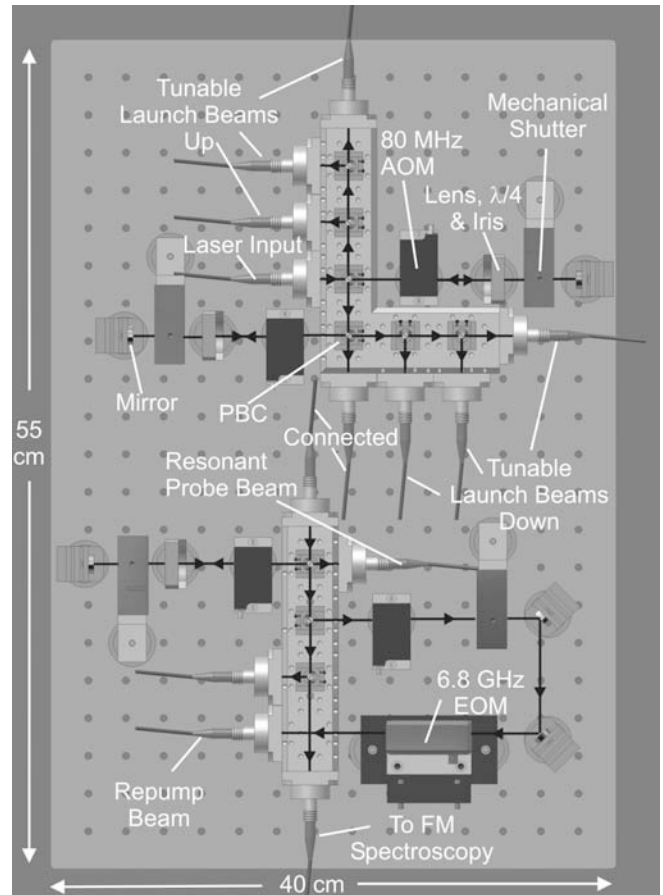 Tunable
Launch Beams
Up
80 MHz
AOM
Mechanical
Shutter
Lens, λ/4
& Iris
Laser Input
Mirror
PBC
Connected
55
cm
Resonant
Probe Beam
Tunable
Launch Beams
Down
6.8 GHz
EOM
Repump
Beam
To FM
Spectroscopy
40 cm